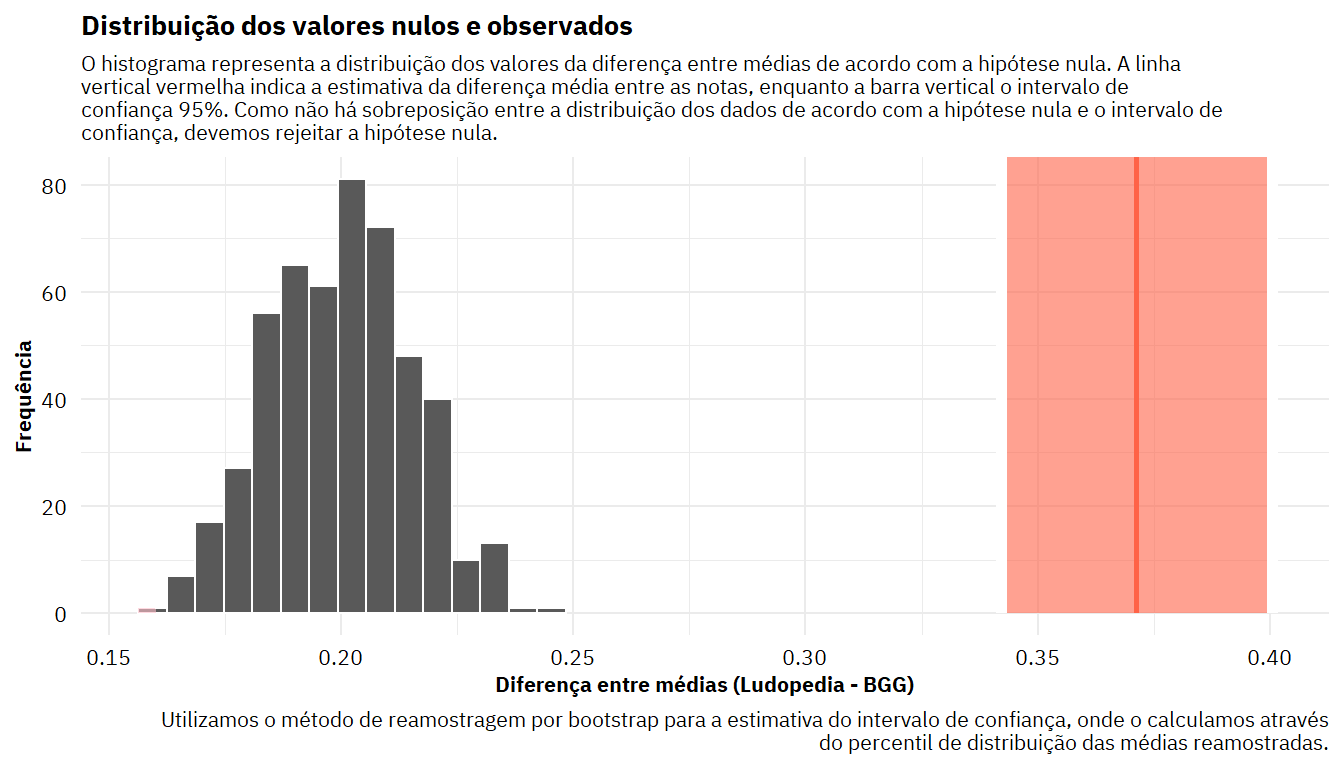 Distribuição dos valores nulos e observados
O histograma representa a distribuição dos valores da diferença entre médias de acordo com a hipótese nula. A linha
vertical vermelha indica a estimativa da diferença média entre as notas, enquanto a barra vertical o intervalo de
confiança 95%. Como não há sobreposição entre a distribuição dos dados de acordo com a hipótese nula e o intervalo de
confiança, devemos rejeitar a hipótese nula.
80
60
40
20
0
Frequência
0.15 0.20 0.25 0.30 0.35 0.40
Diferença entre médias (Ludopedia - BGG)
Utilizamos o método de reamostragem por bootstrap para a estimativa do intervalo de confiança, onde o calculamos através
do percentil de distribuição das médias reamostradas.